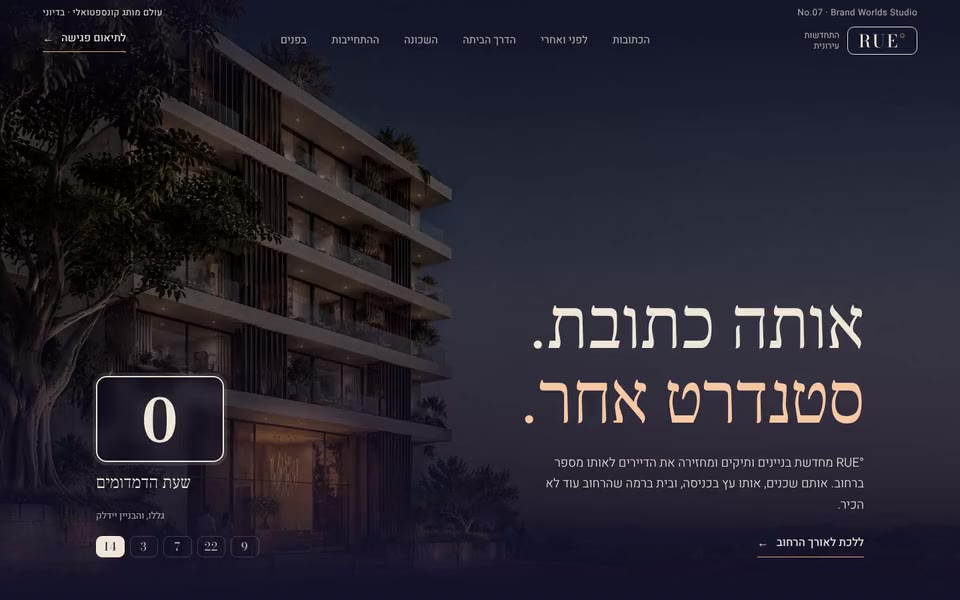 No.07 · Brand Worlds Studio
עולם מותג קונספטואלי · בדיוני
RUE°
התחדשות
עירונית
הכתובות
לפני ואחרי
הדרך הביתה
השכונה
ההתחייבות
בפנים
לתיאום פגישה ←
אותה כתובת.
סטנדרט אחר.
RUE° מחדשת בניינים ותיקים ומחזירה את הדיירים לאותו מספר
ברחוב. אותם שכנים, אותו עץ בכניסה, ובית ברמה שהרחוב עוד לא
הכיר.
ללכת לאורך הרחוב ←
0
שעת הדמדומים
גללו, והבניין יידלק
9
22
7
3
14